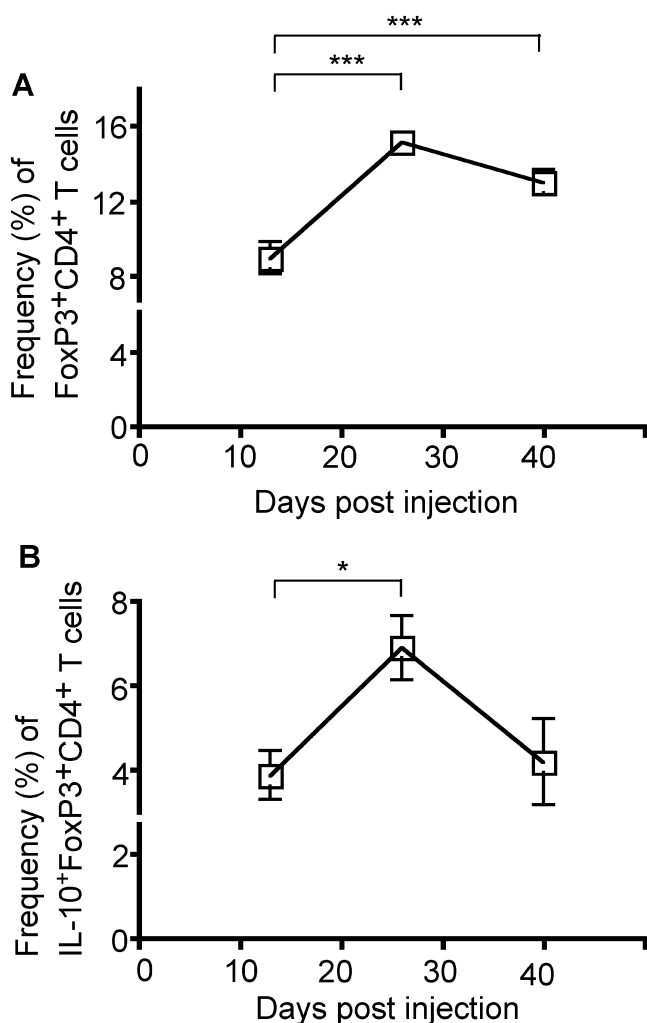 ***
***
A
Frequency (%) of
FoxP3⁺CD4⁺ T cells
16
12
8
4
0
0 10 20 30 40
Days post injection
B
*
Frequency (%) of
IL-10⁺FoxP3⁺CD4⁺ T cells
8
6
4
2
0
0 10 20 30 40
Days post injection